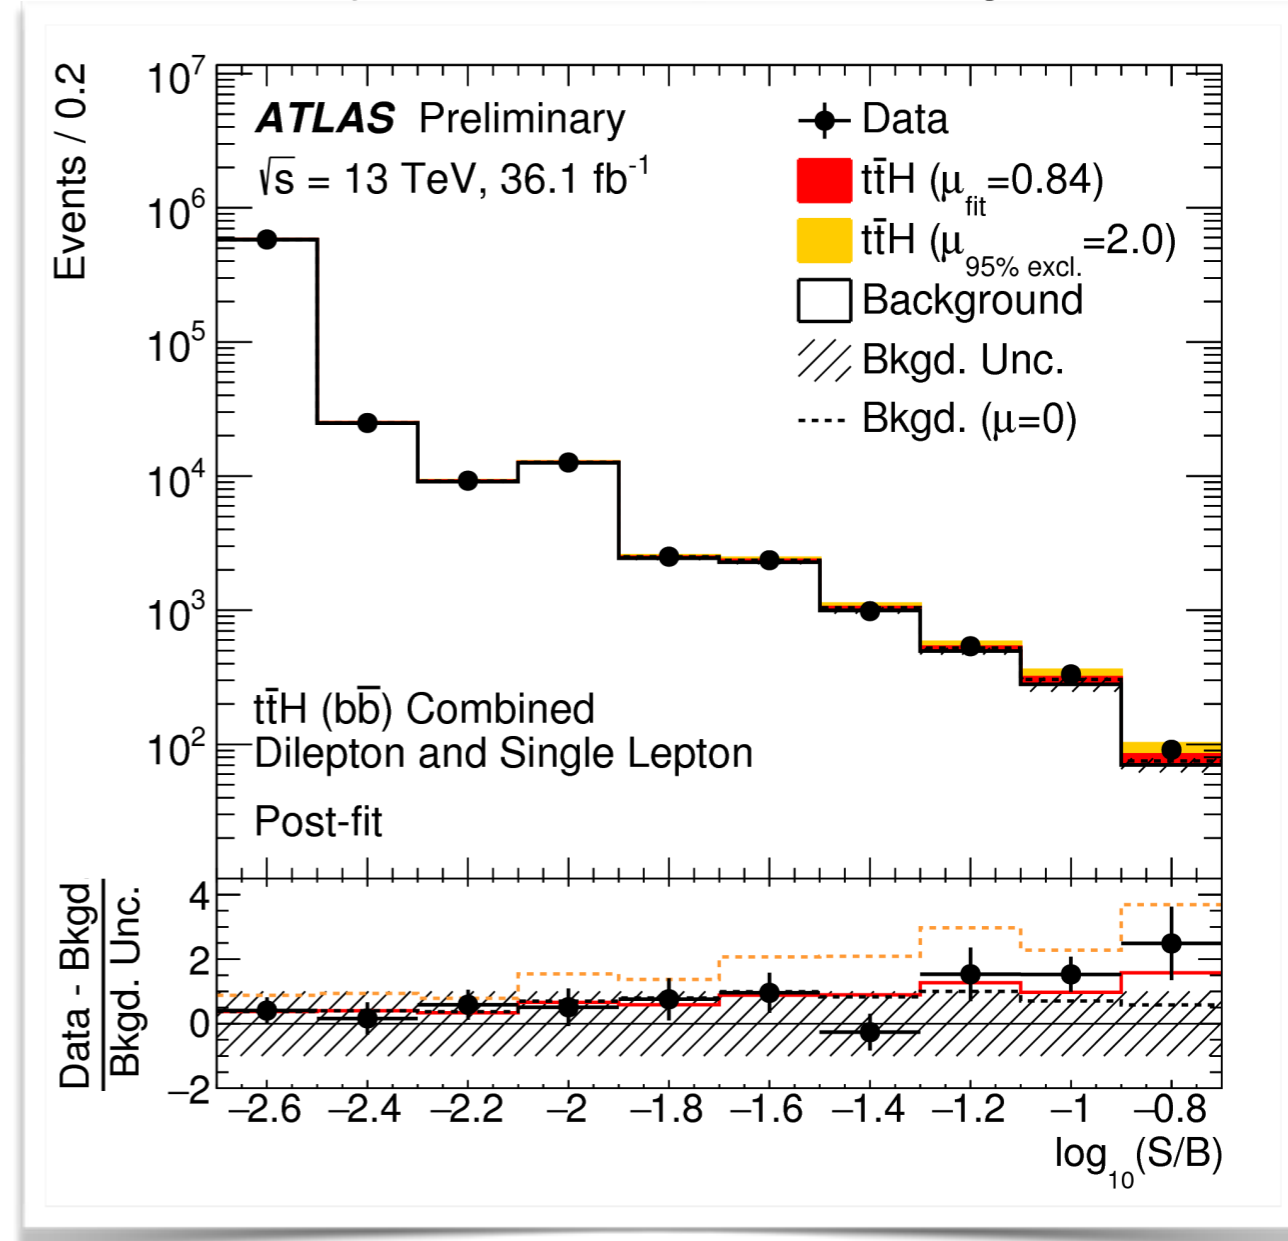 Events / 0.2
10⁷
10⁶
10⁵
10⁴
10³
10²
ATLAS Preliminary
√s = 13 TeV, 36.1 fb⁻¹
Data
tt̄H (μ_fit=0.84)
tt̄H (μ_95% excl.=2.0)
Background
Bkgd. Unc.
Bkgd. (μ=0)
tt̄H (bb̄) Combined
Dilepton and Single Lepton
Post-fit
Data - Bkgd
Bkgd. Unc.
4
2
0
−2
−2.6 −2.4 −2.2 −2 −1.8 −1.6 −1.4 −1.2 −1 −0.8
log₁₀(S/B)